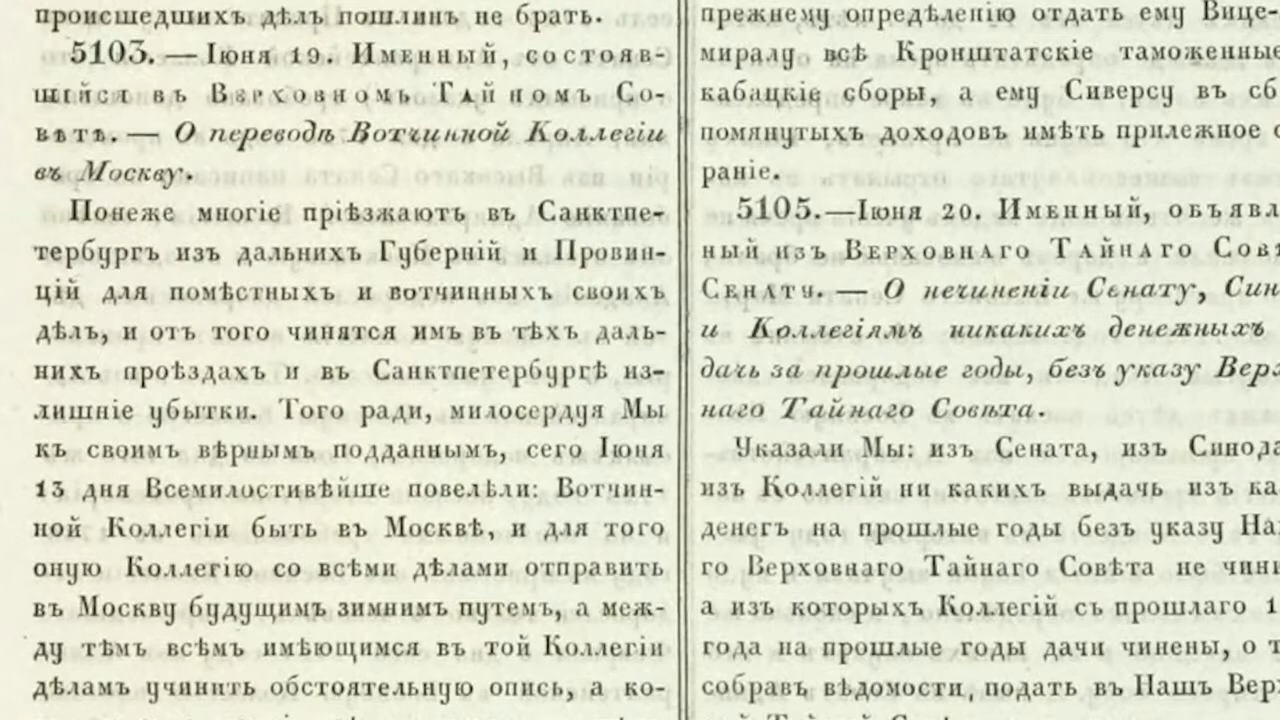 происшедшихъ дѣлъ пошлинъ не брать.
5103. — Іюня 19. Именный, состояв-
шійся въ Верховномъ Тайномъ Со-
вѣтѣ. — О переводѣ Вотчинной Коллегіи
въ Москву.
Понеже многіе пріѣзжаютъ въ Санктпе-
тербургъ изъ дальнихъ Губерній и Провин-
цій для помѣстныхъ и вотчинныхъ своихъ
дѣлъ, и отъ того чинятся имъ въ тѣхъ даль-
нихъ проѣздахъ и въ Санктпетербургѣ из-
лишніе убытки. Того ради, милосердуя Мы
къ своимъ вѣрнымъ подданнымъ, сего Іюня
13 дня Всемилостивѣйше повелѣли: Вотчин-
ной Коллегіи быть въ Москвѣ, и для того
оную Коллегію со всѣми дѣлами отправить
въ Москву будущимъ зимнимъ путемъ, а меж-
ду тѣмъ всѣмъ имѣющимся въ той Коллегіи
дѣламъ учинить обстоятельную опись, а ко-
прежнему опредѣленію отдать ему Вице-
миралу всѣ Кронштатскіе таможенные
кабацкіе сборы, а ему Сиверсу въ сб
помянутыхъ доходовъ имѣть прилежное с
раніе.
5105. — Іюня 20. Именный, объявл
ный изъ Верховнаго Тайнаго Совѣ
Сенату. — О нечиненіи Сенату, Син
и Коллегіямъ никакихъ денежныхъ
дачь за прошлые годы, безъ указу Вер
наго Тайнаго Совѣта.
Указали Мы: изъ Сената, изъ Синода
изъ Коллегій ни какихъ выдачь изъ ка
денегъ на прошлые годы безъ указу На
го Верховнаго Тайнаго Совѣта не чини
а изъ которыхъ Коллегій съ прошлаго 1
года на прошлые годы дачи чинены, о т
собравъ вѣдомости, подать въ Нашъ Вер